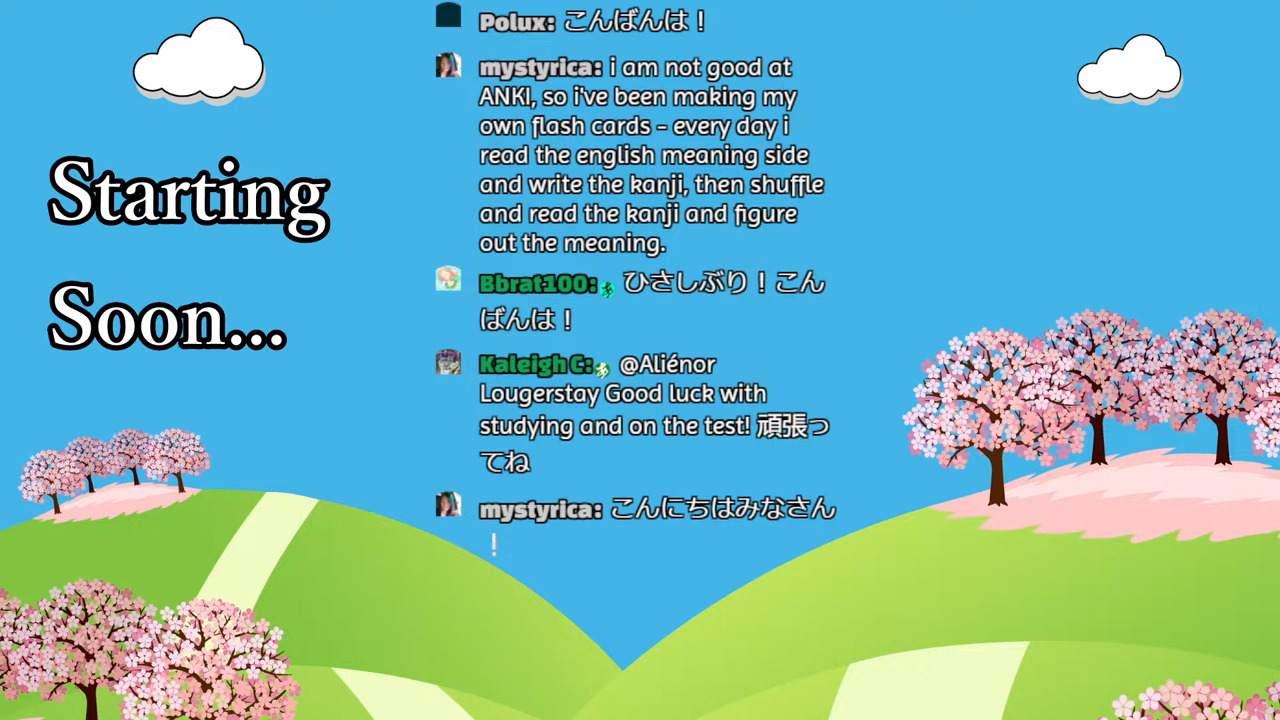 Starting
Soon...
Polux: こんばんは！
mystyrica: i am not good at
ANKI, so i've been making my
own flash cards - every day i
read the english meaning side
and write the kanji, then shuffle
and read the kanji and figure
out the meaning.
Bbrat100: ひさしぶり！こん
ばんは！
Kaleigh C: @Aliénor
Lougerstay Good luck with
studying and on the test! 頑張っ
てね
mystyrica: こんにちはみなさん
！